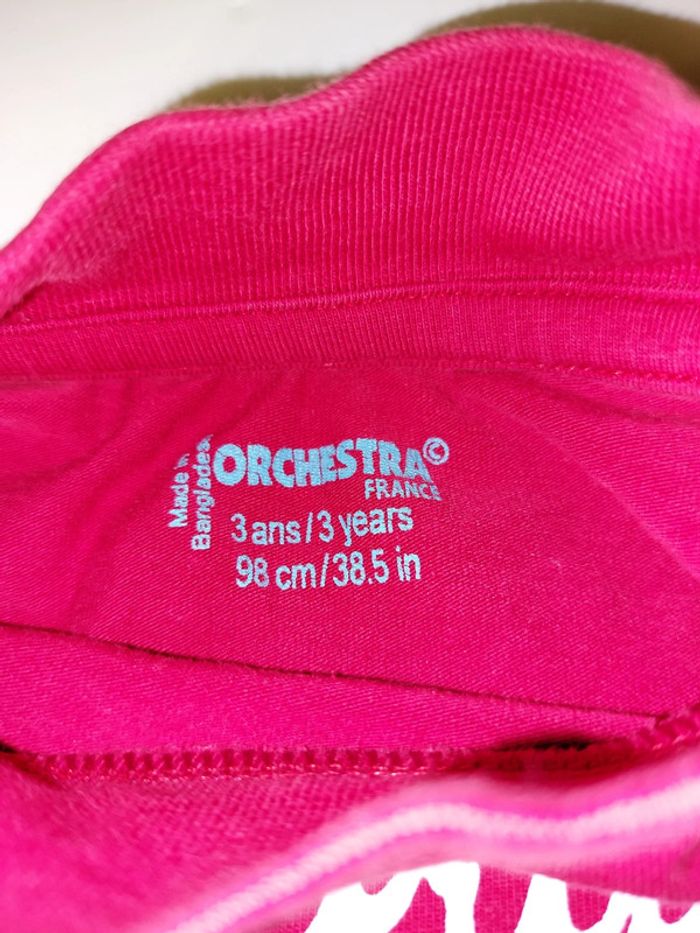 Made in
Bangladesh
ORCHESTRA©
FRANCE
3 ans/3 years
98 cm/38.5 in